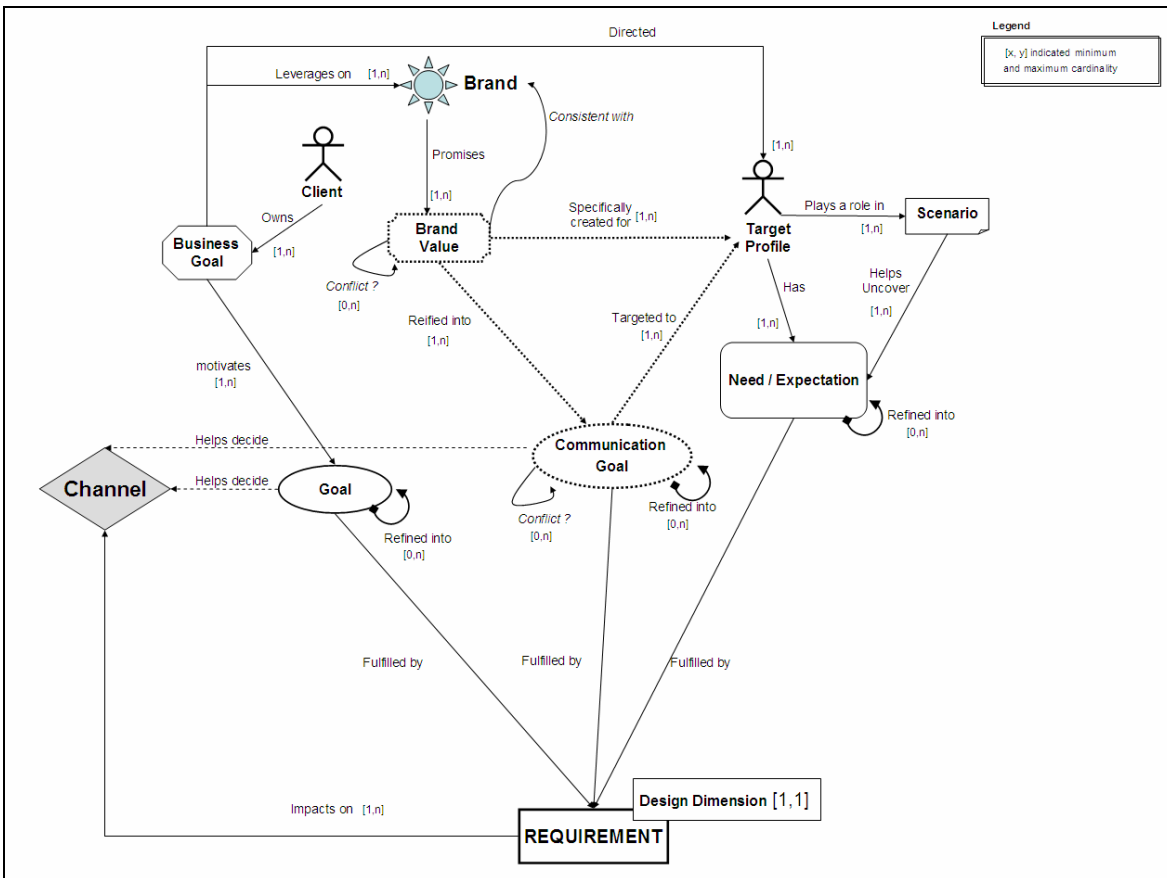 Directed
Legend
[x, y] indicated minimum
and maximum cardinality
Leverages on [1,n]
Brand
Consistent with
Client
Promises
[1,n]
[1,n]
Owns
[1,n]
Business
Goal
Brand
Value
Specifically
created for [1,n]
Target
Profile
Plays a role in
[1,n]
Scenario
Conflict ?
[0,n]
Has
[1,n]
Helps
Uncover
[1,n]
Reified into
[1,n]
Targeted to
[1,n]
motivates
[1,n]
Need / Expectation
Refined into
[0,n]
Helps decide
Communication
Goal
Channel
Helps decide
Goal
Refined into
[0,n]
Conflict ?
[0,n]
Refined into
[0,n]
Fulfilled by
Fulfilled by
Fulfilled by
Impacts on [1,n]
Design Dimension [1,1]
REQUIREMENT